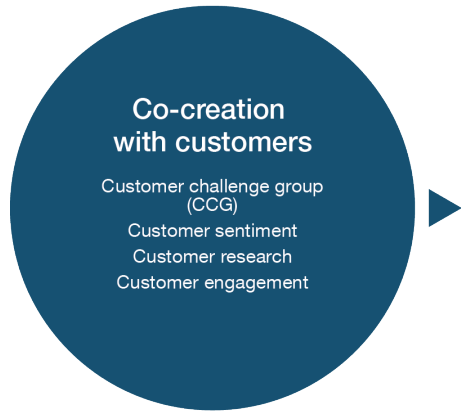 Co-creation
with customers
Customer challenge group
(CCG)
Customer sentiment
Customer research
Customer engagement